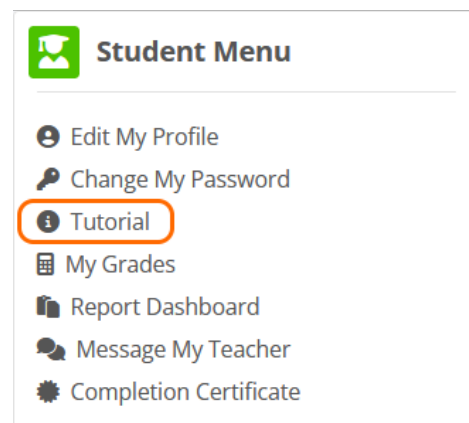 Student Menu
Edit My Profile
Change My Password
Tutorial
My Grades
Report Dashboard
Message My Teacher
Completion Certificate